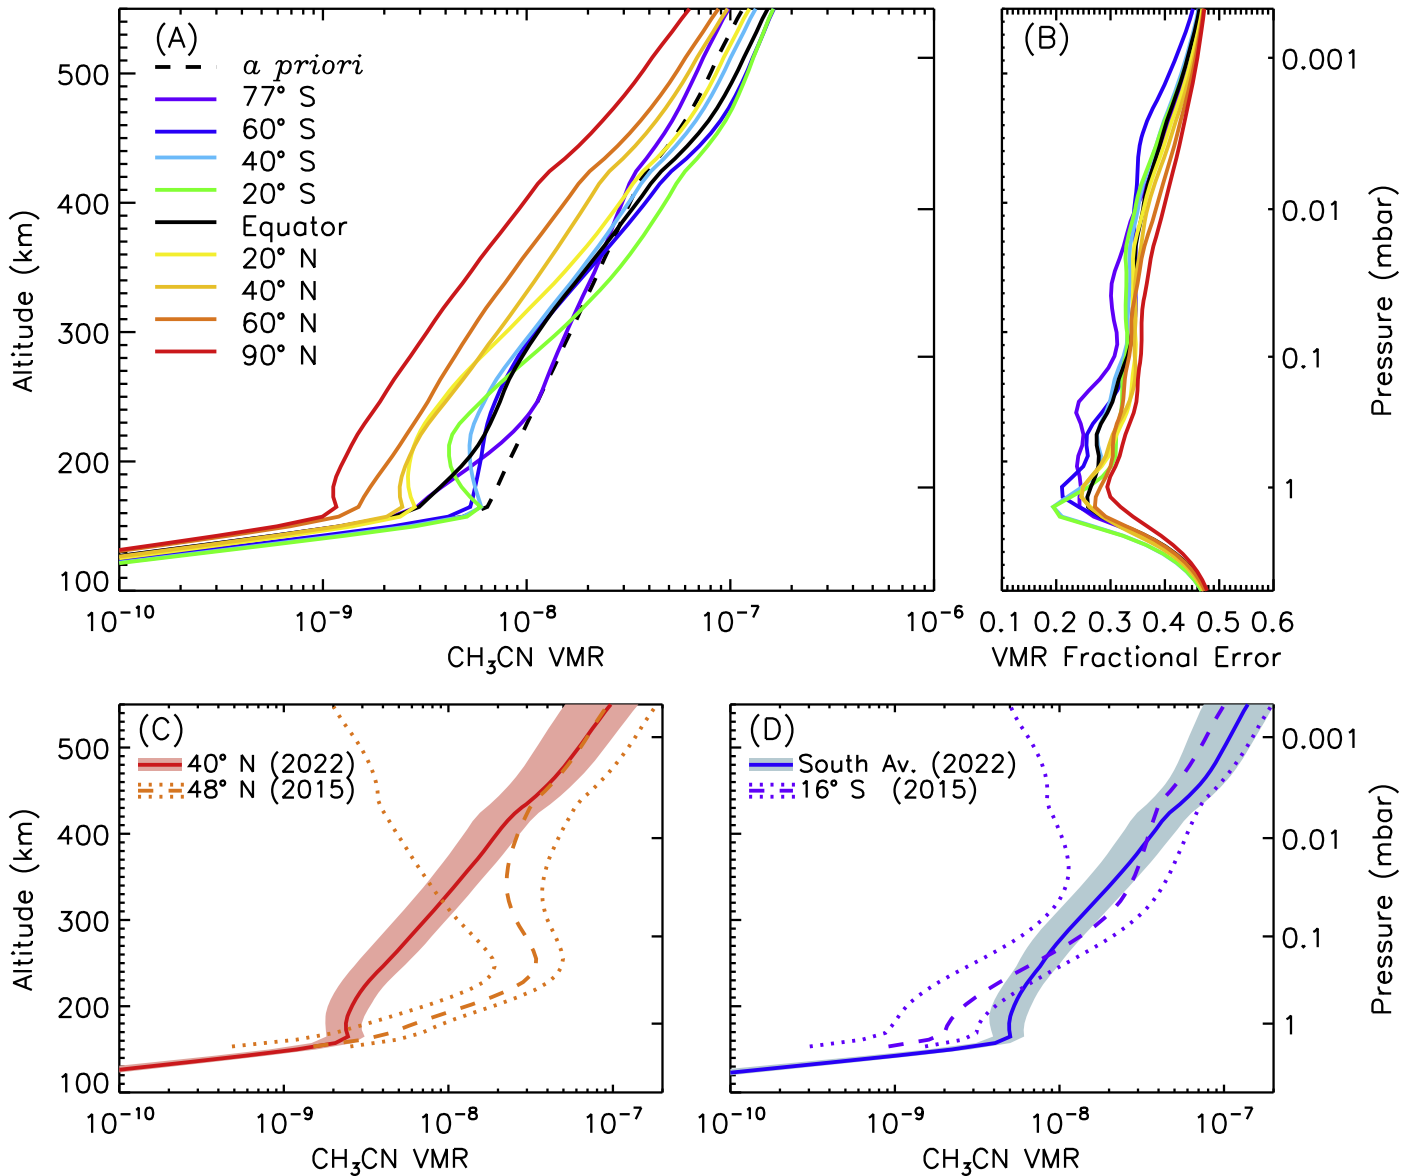 (A)
a priori
77° S
60° S
40° S
20° S
Equator
20° N
40° N
60° N
90° N
500
400
300
200
100
Altitude (km)
10⁻¹⁰ 10⁻⁹ 10⁻⁸ 10⁻⁷ 10⁻⁶
CH₃CN VMR
(B)
0.001
0.01
0.1
1
Pressure (mbar)
0.1 0.2 0.3 0.4 0.5 0.6
VMR Fractional Error
(C)
40° N (2022)
48° N (2015)
500
400
300
200
100
Altitude (km)
10⁻¹⁰ 10⁻⁹ 10⁻⁸ 10⁻⁷
CH₃CN VMR
(D)
South Av. (2022)
16° S (2015)
0.001
0.01
0.1
1
Pressure (mbar)
10⁻¹⁰ 10⁻⁹ 10⁻⁸ 10⁻⁷
CH₃CN VMR